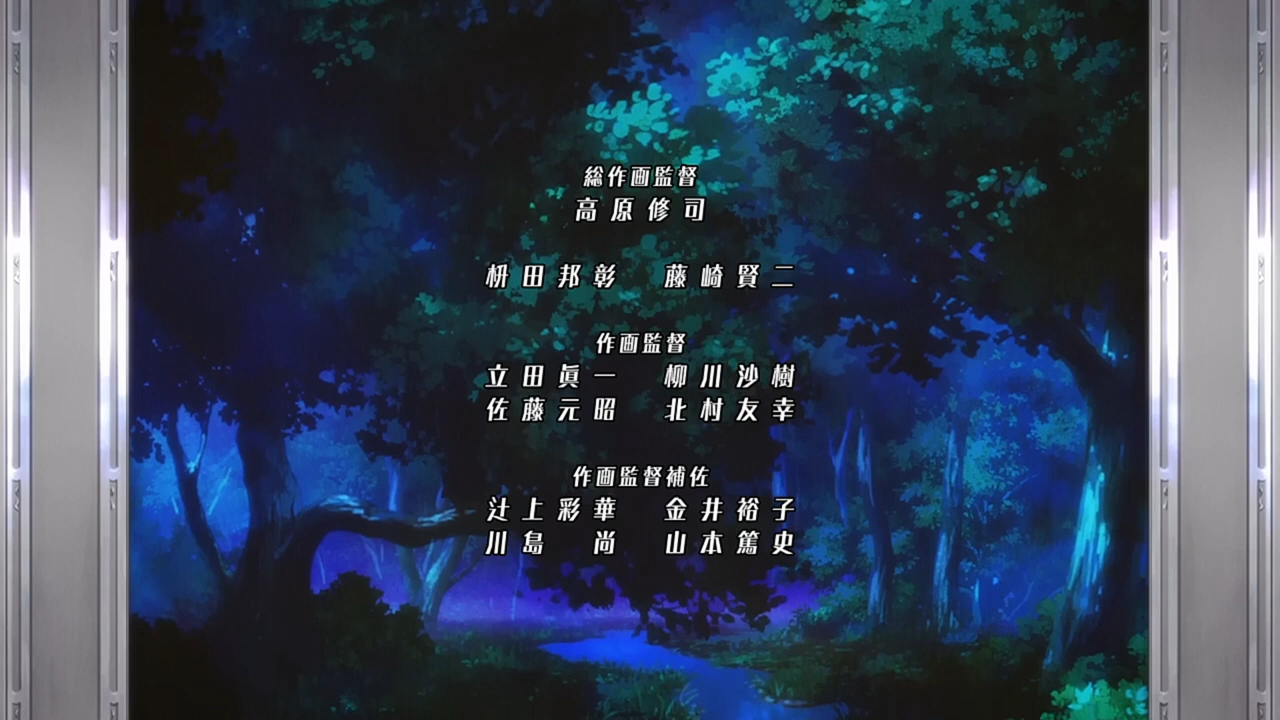 総作画監督
高原修司
枡田邦彰　藤崎賢二
作画監督
立田眞一　柳川沙樹
佐藤元昭　北村友幸
作画監督補佐
辻上彩華　金井裕子
川島　尚　山本篤史